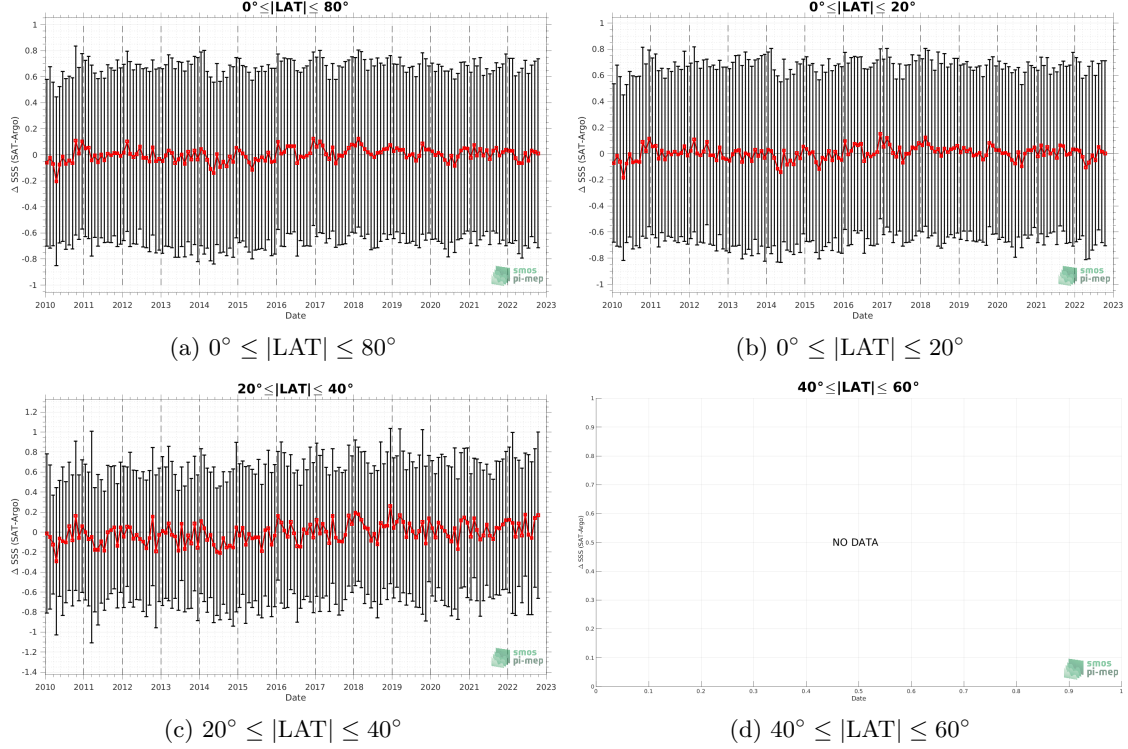 0°≤|LAT|≤ 80°
1
0.8
0.6
0.4
0.2
0
-0.2
-0.4
-0.6
-0.8
-1
Δ SSS (SAT-Argo)
2010 2011 2012 2013 2014 2015 2016 2017 2018 2019 2020 2021 2022 2023
Date
smos
pi-mep
(a) 0° ≤ |LAT| ≤ 80°
0°≤|LAT|≤ 20°
1
0.8
0.6
0.4
0.2
0
-0.2
-0.4
-0.6
-0.8
-1
Δ SSS (SAT-Argo)
2010 2011 2012 2013 2014 2015 2016 2017 2018 2019 2020 2021 2022 2023
Date
smos
pi-mep
(b) 0° ≤ |LAT| ≤ 20°
20°≤|LAT|≤ 40°
1.2
1
0.8
0.6
0.4
0.2
0
-0.2
-0.4
-0.6
-0.8
-1
-1.2
-1.4
Δ SSS (SAT-Argo)
2010 2011 2012 2013 2014 2015 2016 2017 2018 2019 2020 2021 2022 2023
Date
smos
pi-mep
(c) 20° ≤ |LAT| ≤ 40°
40°≤|LAT|≤ 60°
1
0.9
0.8
0.7
0.6
0.5
0.4
0.3
0.2
0.1
0
Δ SSS (SAT-Argo)
NO DATA
0 0.1 0.2 0.3 0.4 0.5 0.6 0.7 0.8 0.9 1
Date
smos
pi-mep
(d) 40° ≤ |LAT| ≤ 60°